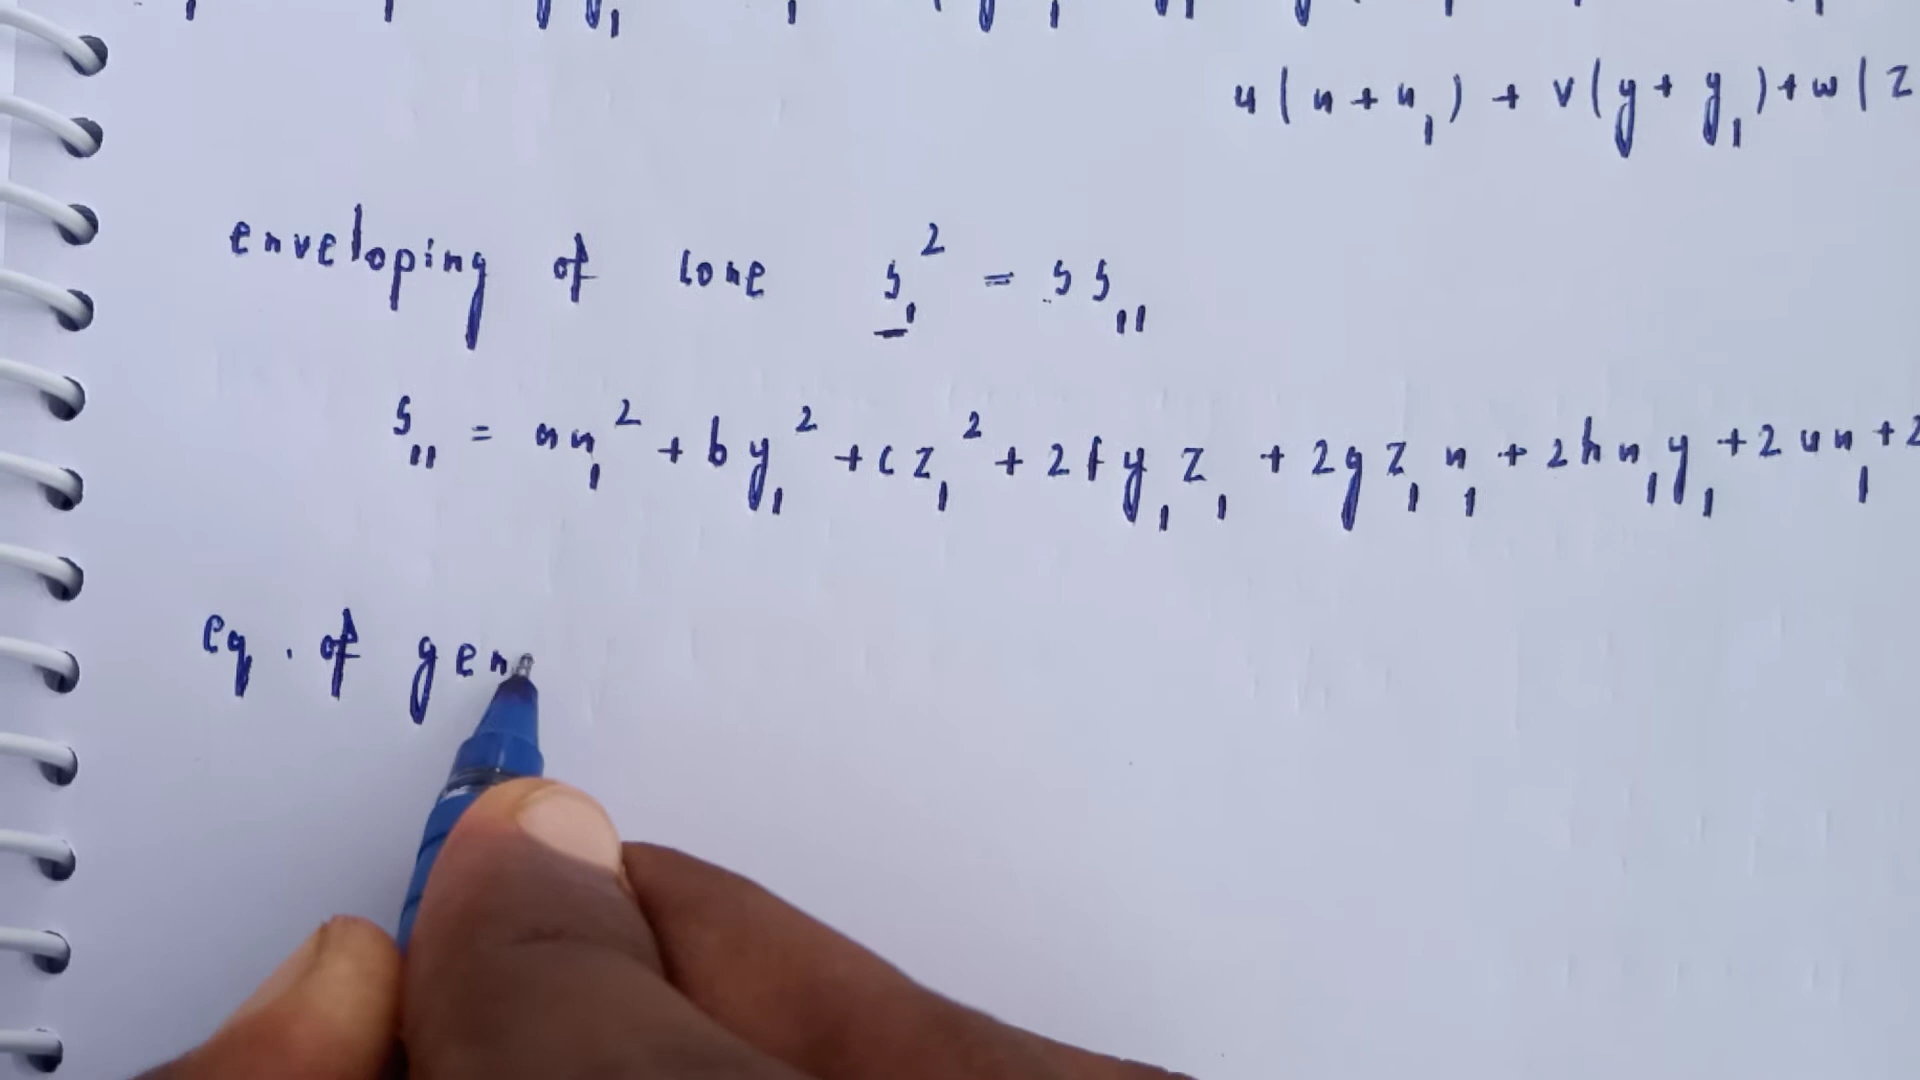 u(x+x₁) + v(y+y₁)+w(z
enveloping of cone S₁² = SS₁₁
S₁₁ = ax₁² + by₁² + cz₁² + 2fy₁z₁ + 2gz₁x₁ + 2hx₁y₁ + 2ux₁ + 2
eq. of gen